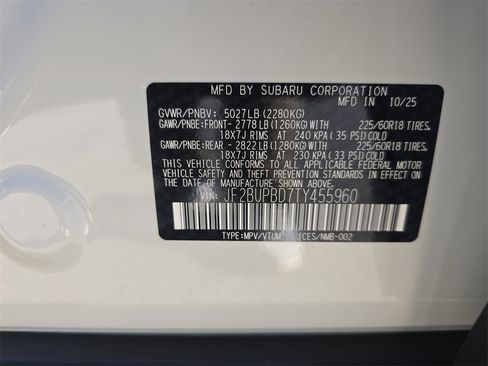 MFD BY SUBARU CORPORATION
MFD IN 10/25
GVWR/PNBV: 5027LB (2280KG)
GAWR/PNBE: FRONT- 2778 LB (1260KG) WITH 225/60R18 TIRES,
18X7J RIMS AT 240 KPA ( 35 PSI) COLD
GAWR/PNBE: REAR - 2822 LB (1280KG) WITH 225/60R18 TIRES,
18X7J RIMS AT 230 KPA ( 33 PSI) COLD
THIS VEHICLE CONFORMS TO ALL APPLICABLE FEDERAL MOTOR
VEHICLE SAFETY AND THEFT PREVENTION STANDARDS IN EFFECT
ON THE DATE OF MANUFACTURE SHOWN ABOVE.
VIN: JF2BUPBD7TY455960
TYPE:MPV/VTUM ICES/NMB-002